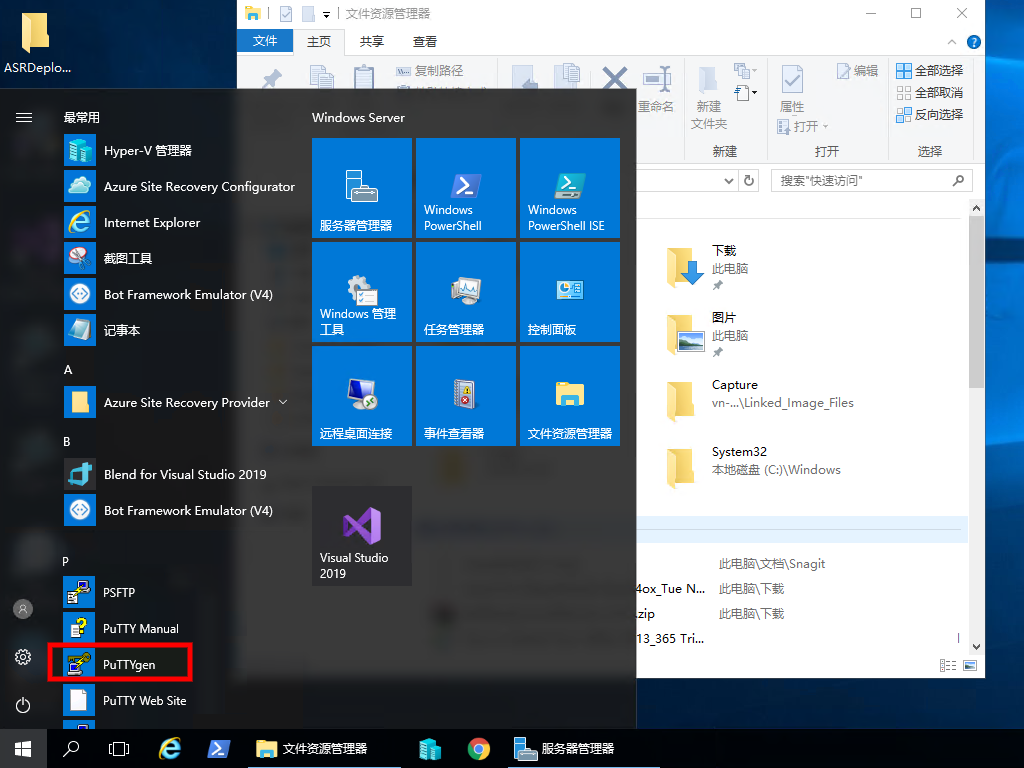 ASRDeplo...
文件资源管理器
文件
主页
共享
查看
复制路径
重命名
新建
文件夹
新建
属性
打开
编辑
打开
全部选择
全部取消
反向选择
选择
搜索"快速访问"
最常用
Hyper-V 管理器
Azure Site Recovery Configurator
Internet Explorer
截图工具
Bot Framework Emulator (V4)
记事本
A
Azure Site Recovery Provider
B
Blend for Visual Studio 2019
Bot Framework Emulator (V4)
P
PSFTP
PuTTY Manual
PuTTYgen
PuTTY Web Site
Windows Server
服务器管理器
Windows
PowerShell
Windows
PowerShell ISE
Windows 管理
工具
任务管理器
控制面板
远程桌面连接
事件查看器
文件资源管理器
Visual Studio
2019
下载
此电脑
图片
此电脑
Capture
vn-...\Linked_Image_Files
System32
本地磁盘 (C:)\Windows
此电脑\文档\Snagit
4ox_Tue N...
此电脑\下载
.zip
此电脑\下载
13_365 Tri...
文件资源管理器
服务器管理器